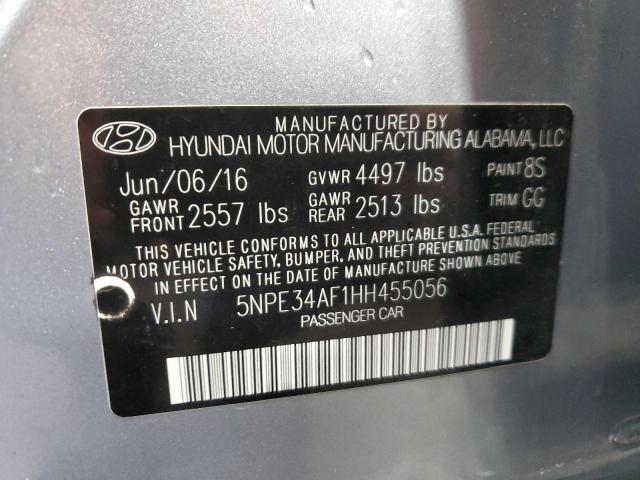 MANUFACTURED BY
HYUNDAI MOTOR MANUFACTURING ALABAMA, LLC
Jun/06/16 GVWR 4497 lbs PAINT 8S
GAWR FRONT 2557 lbs GAWR REAR 2513 lbs TRIM GG
THIS VEHICLE CONFORMS TO ALL APPLICABLE U.S.A. FEDERAL
MOTOR VEHICLE SAFETY, BUMPER, AND THEFT PREVENTION STANDARDS
IN EFFECT ON THE DATE OF MANUFACTURE SHOWN ABOVE.
V.I.N 5NPE34AF1HH455056
PASSENGER CAR